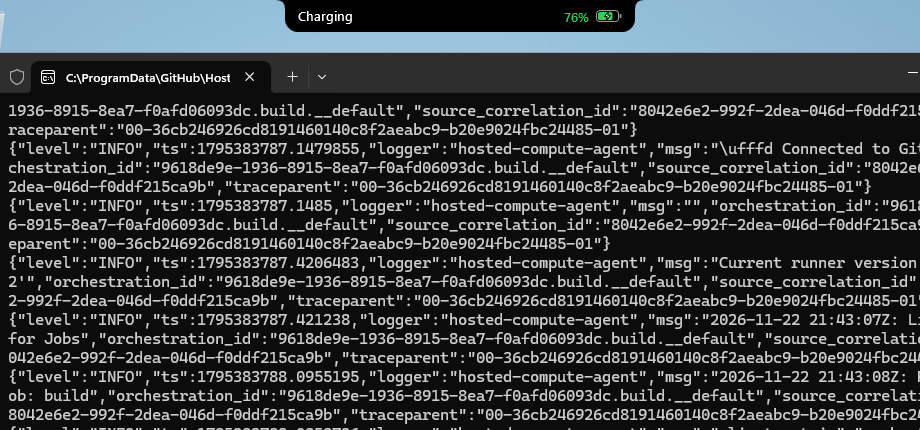 Charging 76%
C:\ProgramData\GitHub\Host
1936-8915-8ea7-f0afd06093dc.build.__default","source_correlation_id":"8042e6e2-992f-2dea-046d-f0ddf215
raceparent":"00-36cb246926cd8191460140c8f2aeabc9-b20e9024fbc24485-01"}
{"level":"INFO","ts":1795383787.1479855,"logger":"hosted-compute-agent","msg":"\ufffd Connected to Git
chestration_id":"9618de9e-1936-8915-8ea7-f0afd06093dc.build.__default","source_correlation_id":"8042e
2dea-046d-f0ddf215ca9b","traceparent":"00-36cb246926cd8191460140c8f2aeabc9-b20e9024fbc24485-01"}
{"level":"INFO","ts":1795383787.1485,"logger":"hosted-compute-agent","msg":"","orchestration_id":"9618
6-8915-8ea7-f0afd06093dc.build.__default","source_correlation_id":"8042e6e2-992f-2dea-046d-f0ddf215ca9
eparent":"00-36cb246926cd8191460140c8f2aeabc9-b20e9024fbc24485-01"}
{"level":"INFO","ts":1795383787.4206483,"logger":"hosted-compute-agent","msg":"Current runner version
2'","orchestration_id":"9618de9e-1936-8915-8ea7-f0afd06093dc.build.__default","source_correlation_id"
2-992f-2dea-046d-f0ddf215ca9b","traceparent":"00-36cb246926cd8191460140c8f2aeabc9-b20e9024fbc24485-01"
{"level":"INFO","ts":1795383787.421238,"logger":"hosted-compute-agent","msg":"2026-11-22 21:43:07Z: Li
for Jobs","orchestration_id":"9618de9e-1936-8915-8ea7-f0afd06093dc.build.__default","source_correlatio
042e6e2-992f-2dea-046d-f0ddf215ca9b","traceparent":"00-36cb246926cd8191460140c8f2aeabc9-b20e9024fbc244
{"level":"INFO","ts":1795383788.0955195,"logger":"hosted-compute-agent","msg":"2026-11-22 21:43:08Z:
ob: build","orchestration_id":"9618de9e-1936-8915-8ea7-f0afd06093dc.build.__default","source_correlat
8042e6e2-992f-2dea-046d-f0ddf215ca9b","traceparent":"00-36cb246926cd8191460140c8f2aeabc9-b20e9024fbc24